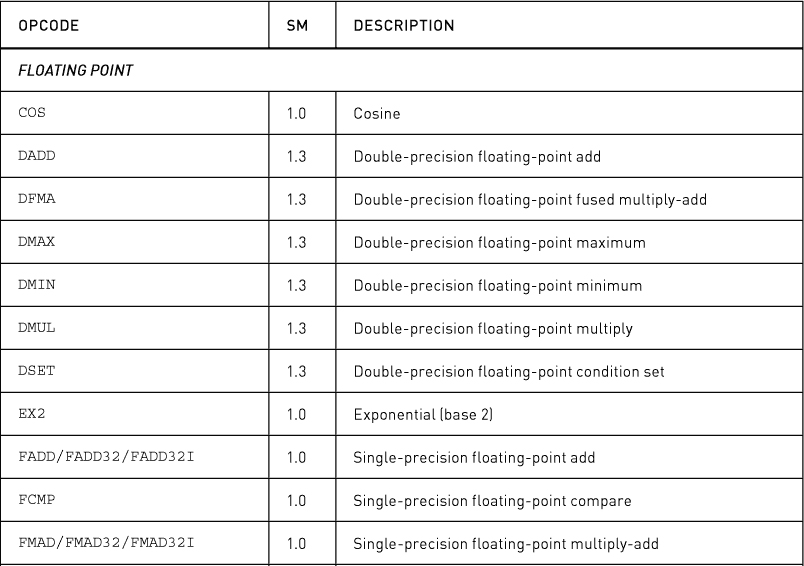 OPCODE SM DESCRIPTION
FLOATING POINT
COS 1.0 Cosine
DADD 1.3 Double-precision floating-point add
DFMA 1.3 Double-precision floating-point fused multiply-add
DMAX 1.3 Double-precision floating-point maximum
DMIN 1.3 Double-precision floating-point minimum
DMUL 1.3 Double-precision floating-point multiply
DSET 1.3 Double-precision floating-point condition set
EX2 1.0 Exponential (base 2)
FADD/FADD32/FADD32I 1.0 Single-precision floating-point add
FCMP 1.0 Single-precision floating-point compare
FMAD/FMAD32/FMAD32I 1.0 Single-precision floating-point multiply-add